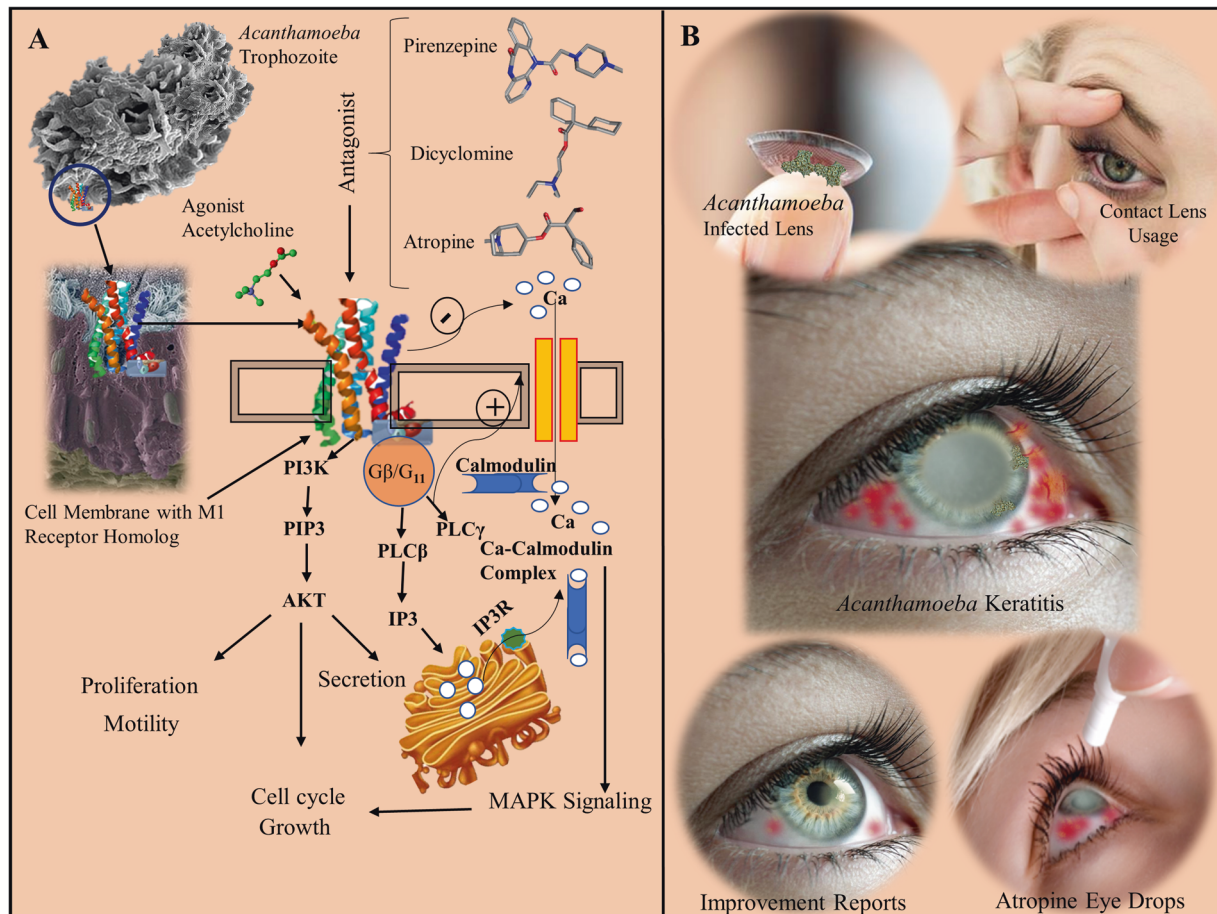 A
Acanthamoeba
Trophozoite
Antagonist
Pirenzepine
Dicyclomine
Atropine
Agonist
Acetylcholine
-
Ca
+
PI3K
Gβ/G11
Calmodulin
Cell Membrane with M1
Receptor Homolog
PIP3
PLCγ
Ca
PLCβ
Ca-Calmodulin
Complex
AKT
IP3
IP3R
Proliferation
Motility
Secretion
Cell cycle
Growth
MAPK Signaling
B
Acanthamoeba
Infected Lens
Contact Lens
Usage
Acanthamoeba Keratitis
Improvement Reports
Atropine Eye Drops